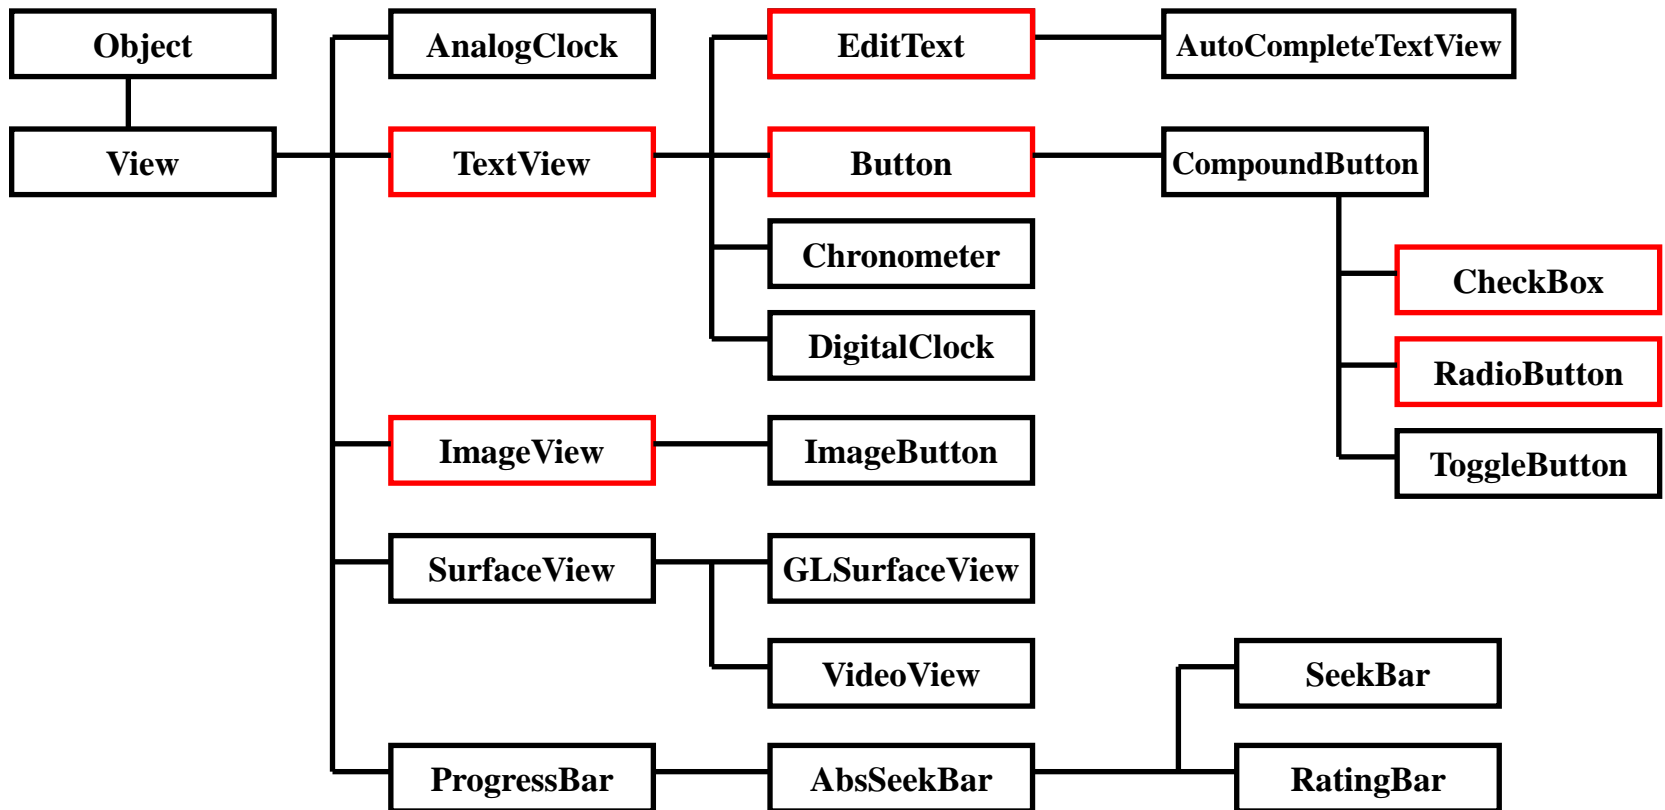 Object
AnalogClock
EditText
AutoCompleteTextView
View
TextView
Button
CompoundButton
Chronometer
CheckBox
DigitalClock
RadioButton
ImageView
ImageButton
ToggleButton
SurfaceView
GLSurfaceView
VideoView
SeekBar
ProgressBar
AbsSeekBar
RatingBar